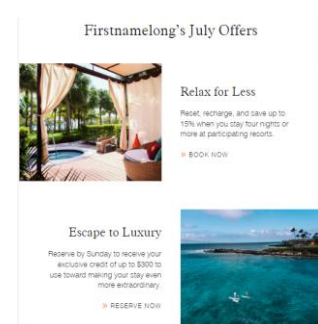 Firstnamelong's July Offers
Relax for Less
Reset, recharge, and save up to
15% when you stay four nights or
more at participating resorts.
» BOOK NOW
Escape to Luxury
Reserve by Sunday to receive your
exclusive credit of up to $300 to
use toward making your stay even
more extraordinary.
» RESERVE NOW